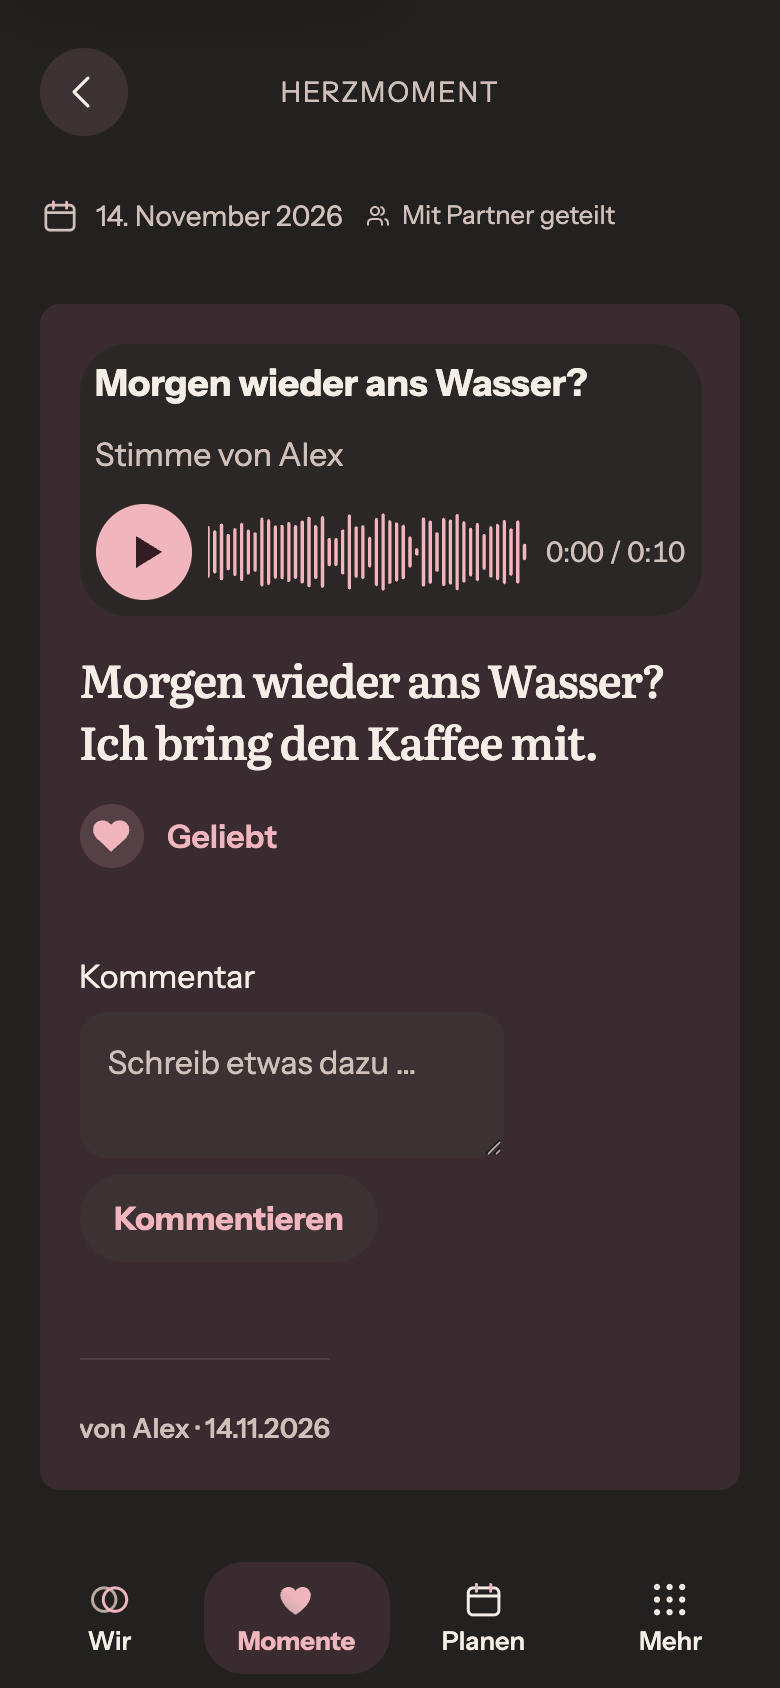 HERZMOMENT
14. November 2026 Mit Partner geteilt
Morgen wieder ans Wasser?
Stimme von Alex
0:00 / 0:10
Morgen wieder ans Wasser?
Ich bring den Kaffee mit.
Geliebt
Kommentar
Schreib etwas dazu ...
Kommentieren
von Alex · 14.11.2026
Wir Momente Planen Mehr